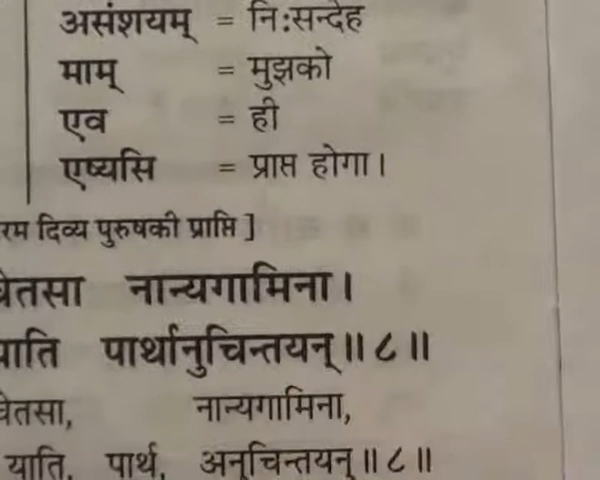 असंशयम् = नि:सन्देह
माम् = मुझको
एव = ही
एष्यसि = प्राप्त होगा।
रम दिव्य पुरुषकी प्राप्ति ]
चेतसा नान्यगामिना।
याति पार्थानुचिन्तयन्॥८॥
चेतसा, नान्यगामिना,
याति, पार्थ, अनुचिन्तयन्॥८॥